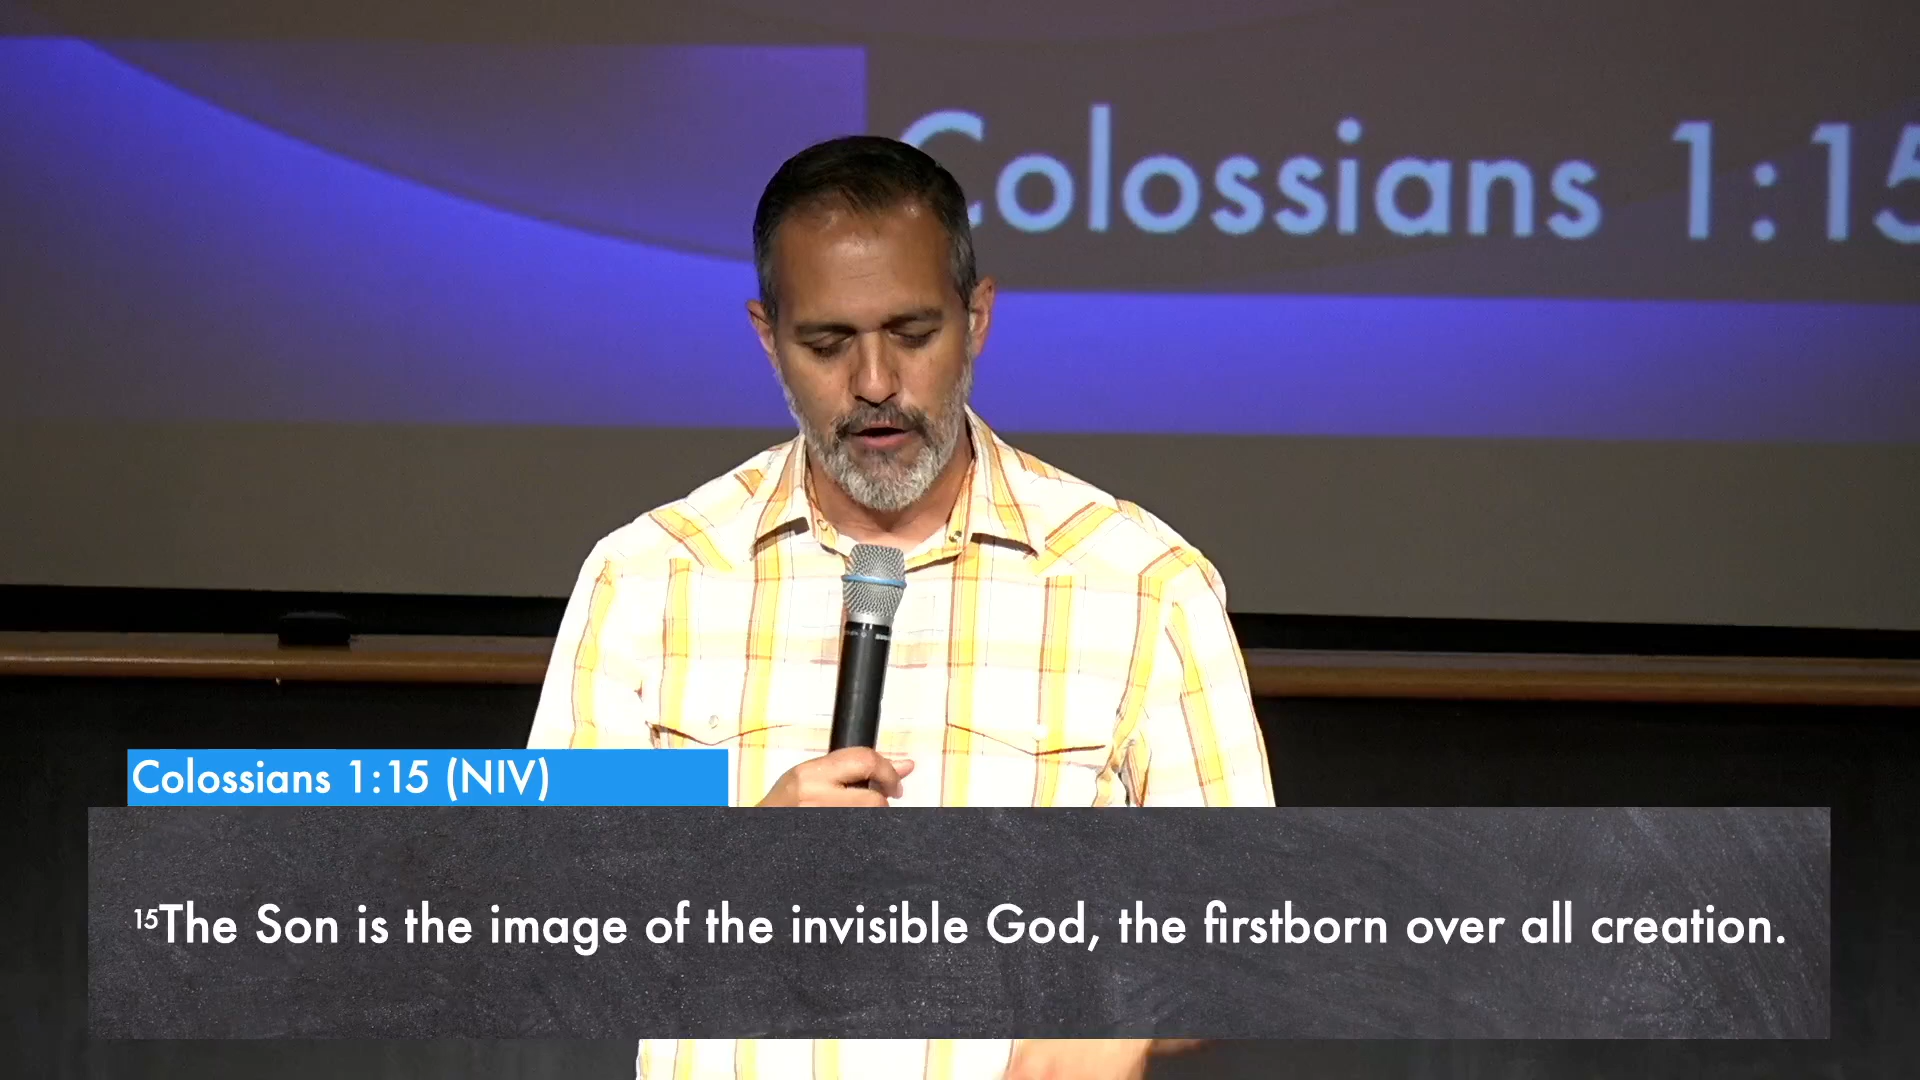 Colossians 1:15
Colossians 1:15 (NIV)
15The Son is the image of the invisible God, the firstborn over all creation.